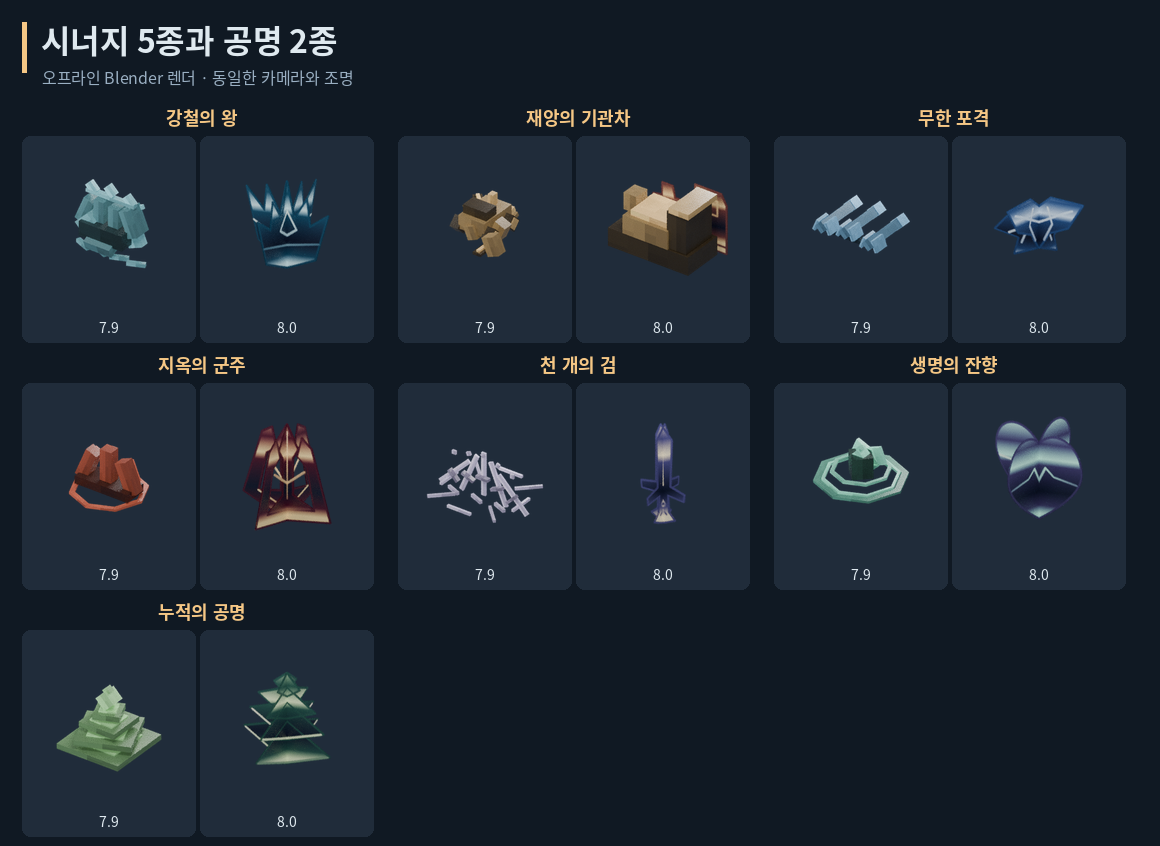 시너지 5종과 공명 2종
오프라인 Blender 렌더 · 동일한 카메라와 조명
강철의 왕
재앙의 기관차
무한 포격
7.9
8.0
7.9
8.0
7.9
8.0
지옥의 군주
천 개의 검
생명의 잔향
7.9
8.0
7.9
8.0
7.9
8.0
누적의 공명
7.9
8.0